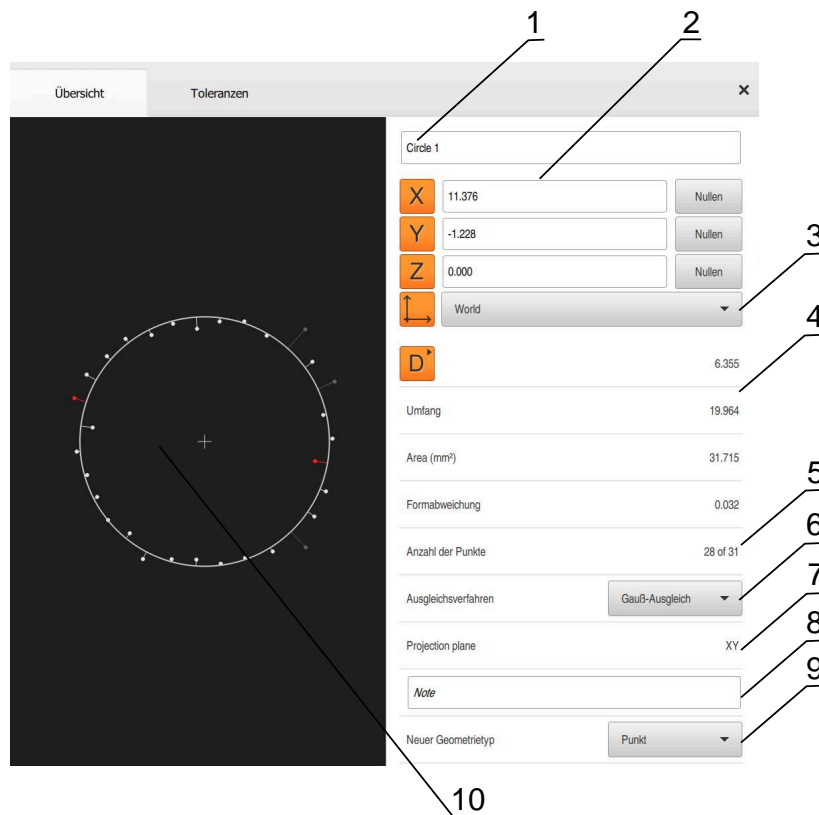 1 2
Übersicht Toleranzen ×
Circle 1
X 11.376 Nullen
Y -1.228 Nullen
3
Z 0.000 Nullen
World
4
D 6.355
Umfang 19.964
Area (mm²) 31.715
5
Formabweichung 0.032
6
Anzahl der Punkte 28 of 31
7
Ausgleichsverfahren Gauß-Ausgleich
8
Projection plane XY
9
Note
Neuer Geometrietyp Punkt
10